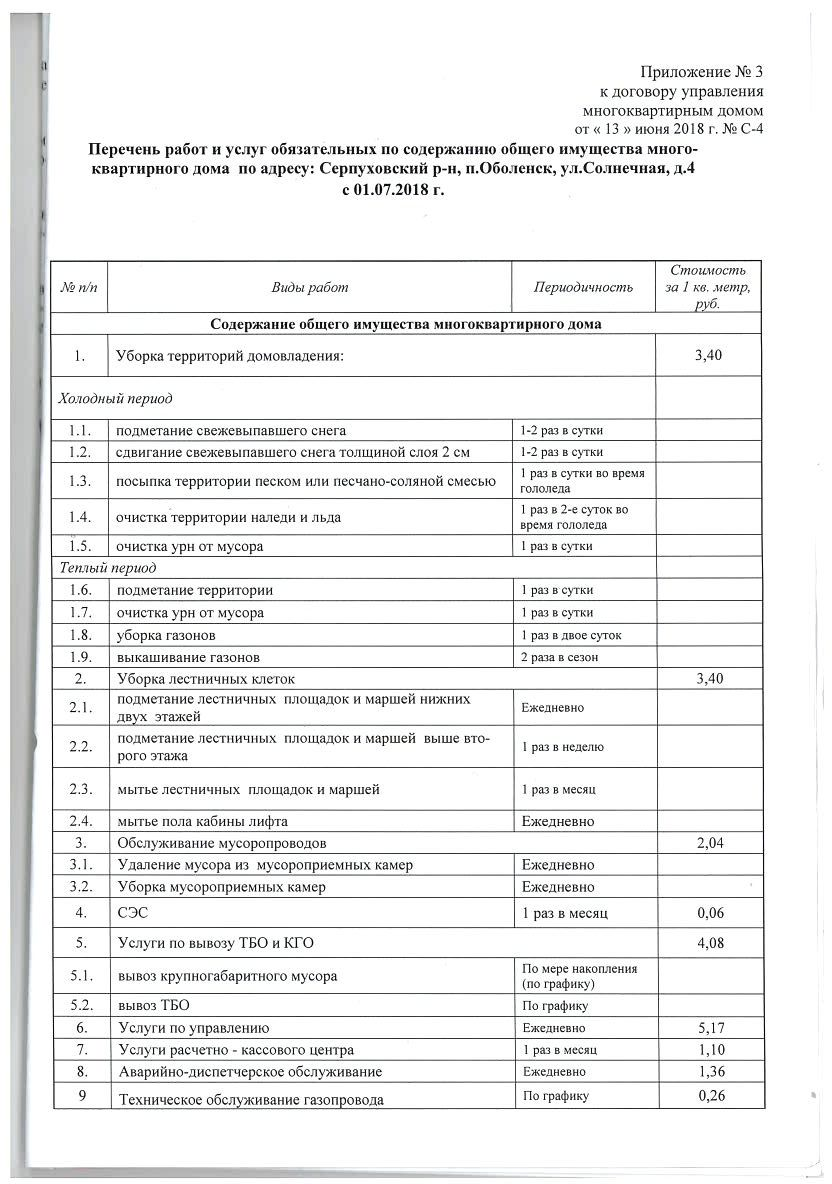 Приложение № 3
к договору управления
многоквартирным домом
от « 13 » июня 2018 г. № С-4
Перечень работ и услуг обязательных по содержанию общего имущества много-
квартирного дома по адресу: Серпуховский р-н, п.Оболенск, ул.Солнечная, д.4
с 01.07.2018 г.
№ п/п Виды работ Периодичность Стоимость
за 1 кв. метр,
руб.
Содержание общего имущества многоквартирного дома
1. Уборка территорий домовладения: 3,40
Холодный период
1.1. подметание свежевыпавшего снега 1-2 раз в сутки
1.2. сдвигание свежевыпавшего снега толщиной слоя 2 см 1-2 раз в сутки
1.3. посыпка территории песком или песчано-соляной смесью 1 раз в сутки во время
гололеда
1.4. очистка территории наледи и льда 1 раз в 2-е суток во
время гололеда
1.5. очистка урн от мусора 1 раз в сутки
Теплый период
1.6. подметание территории 1 раз в сутки
1.7. очистка урн от мусора 1 раз в сутки
1.8. уборка газонов 1 раз в двое суток
1.9. выкашивание газонов 2 раза в сезон
2. Уборка лестничных клеток 3,40
2.1. подметание лестничных площадок и маршей нижних
двух этажей Ежедневно
2.2. подметание лестничных площадок и маршей выше вто-
рого этажа 1 раз в неделю
2.3. мытье лестничных площадок и маршей 1 раз в месяц
2.4. мытье пола кабины лифта Ежедневно
3. Обслуживание мусоропроводов 2,04
3.1. Удаление мусора из мусороприемных камер Ежедневно
3.2. Уборка мусороприемных камер Ежедневно
4. СЭС 1 раз в месяц 0,06
5. Услуги по вывозу ТБО и КГО 4,08
5.1. вывоз крупногабаритного мусора По мере накопления
(по графику)
5.2. вывоз ТБО По графику
6. Услуги по управлению Ежедневно 5,17
7. Услуги расчетно - кассового центра 1 раз в месяц 1,10
8. Аварийно-диспетчерское обслуживание Ежедневно 1,36
9 Техническое обслуживание газопровода По графику 0,26